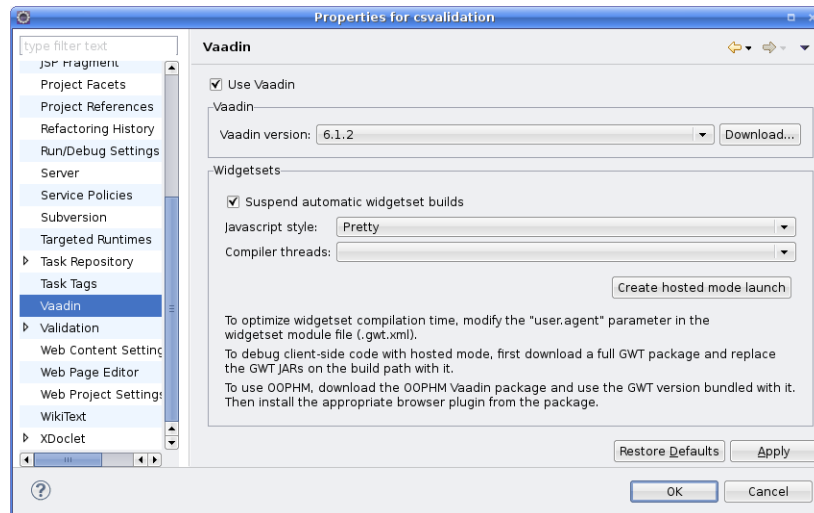 Properties for csvalidation
type filter text
JSP Fragment
Project Facets
Project References
Refactoring History
Run/Debug Settings
Server
Service Policies
Subversion
Targeted Runtimes
Task Repository
Task Tags
Vaadin
Validation
Web Content Setting
Web Page Editor
Web Project Settings
WikiText
XDoclet
Vaadin
Use Vaadin
Vaadin
Vaadin version: 6.1.2 Download...
Widgetsets
Suspend automatic widgetset builds
Javascript style: Pretty
Compiler threads:
Create hosted mode launch
To optimize widgetset compilation time, modify the "user.agent" parameter in the
widgetset module file (.gwt.xml).
To debug client-side code with hosted mode, first download a full GWT package and replace
the GWT JARs on the build path with it.
To use OOPHM, download the OOPHM Vaadin package and use the GWT version bundled with it.
Then install the appropriate browser plugin from the package.
Restore Defaults Apply
OK Cancel